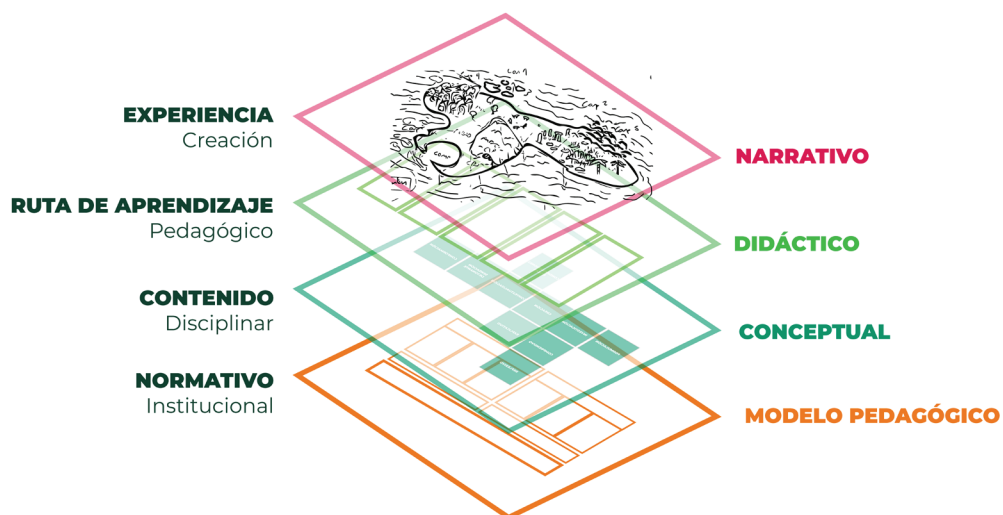 EXPERIENCIA
Creación
NARRATIVO
RUTA DE APRENDIZAJE
Pedagógico
DIDÁCTICO
CONTENIDO
Disciplinar
CONCEPTUAL
NORMATIVO
Institucional
MODELO PEDAGÓGICO